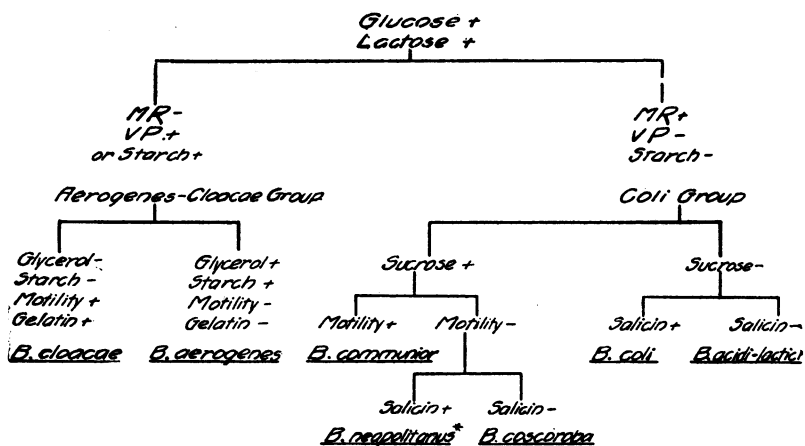 Glucose +
Lactose +
MR-
VP.+
or Starch+
MR+
VP-
Starch-
Aerogenes-Cloacae Group
Coli Group
Glycerol-
Starch -
Motility +
Gelatin+
B. cloacae
Glycerol+
Starch +
Motility-
Gelatin -
B. aerogenes
Sucrose +
Sucrose-
Motility+
B. communior
Motility-
Salicin+
B. coli
Salicin-
B. acidi-lactici
Salicin+
B. neapolitanus*
Salicin-
B. coscoroba